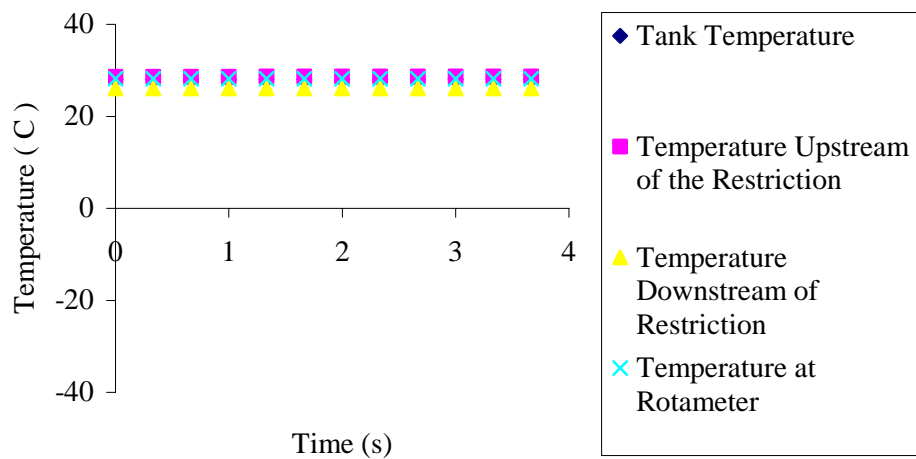 40
20
0
-20
-40
0
1
2
3
4
Temperature ( C )
Time (s)
Tank Temperature
Temperature Upstream
of the Restriction
Temperature
Downstream of
Restriction
Temperature at
Rotameter